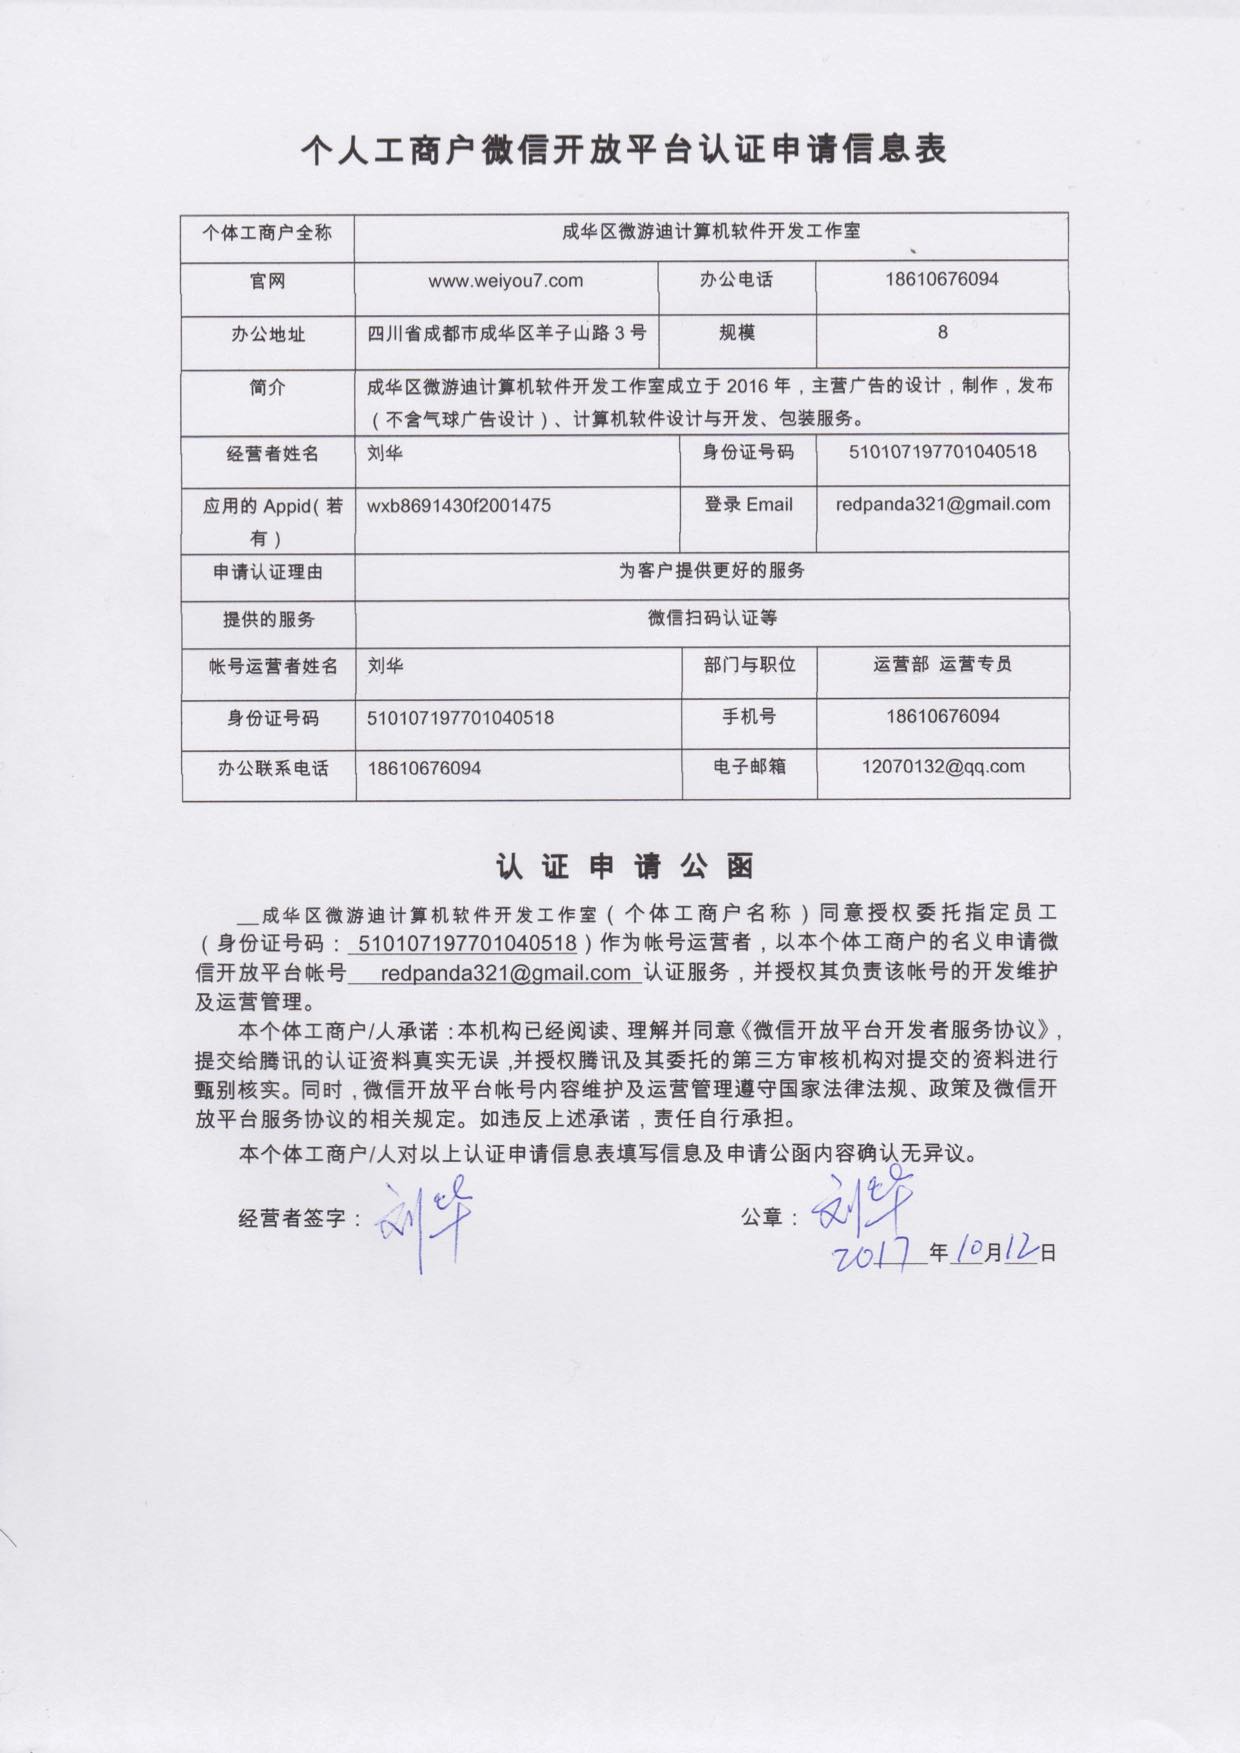 个人工商户微信开放平台认证申请信息表
个体工商户全称 成华区微游迪计算机软件开发工作室
官网 www.weiyou7.com 办公电话 18610676094
办公地址 四川省成都市成华区羊子山路 3 号 规模 8
简介 成华区微游迪计算机软件开发工作室成立于 2016 年，主营广告的设计，制作，发布
（不含气球广告设计）、计算机软件设计与开发、包装服务。
经营者姓名 刘华 身份证号码 510107197701040518
应用的 Appid（若 wxb8691430f2001475 登录 Email redpanda321@gmail.com
有）
申请认证理由 为客户提供更好的服务
提供的服务 微信扫码认证等
帐号运营者姓名 刘华 部门与职位 运营部 运营专员
身份证号码 510107197701040518 手机号 18610676094
办公联系电话 18610676094 电子邮箱 12070132@qq.com
认 证 申 请 公 函
__成华区微游迪计算机软件开发工作室（个体工商户名称）同意授权委托指定员工
（身份证号码： 510107197701040518）作为帐号运营者，以本个体工商户的名义申请微
信开放平台帐号 redpanda321@gmail.com 认证服务，并授权其负责该帐号的开发维护
及运营管理。
本个体工商户/人承诺：本机构已经阅读、理解并同意《微信开放平台开发者服务协议》，
提交给腾讯的认证资料真实无误，并授权腾讯及其委托的第三方审核机构对提交的资料进行
甄别核实。同时，微信开放平台帐号内容维护及运营管理遵守国家法律法规、政策及微信开
放平台服务协议的相关规定。如违反上述承诺，责任自行承担。
本个体工商户/人对以上认证申请信息表填写信息及申请公函内容确认无异议。
经营者签字： 刘华 公章： 刘华
2017 年 10 月 12 日